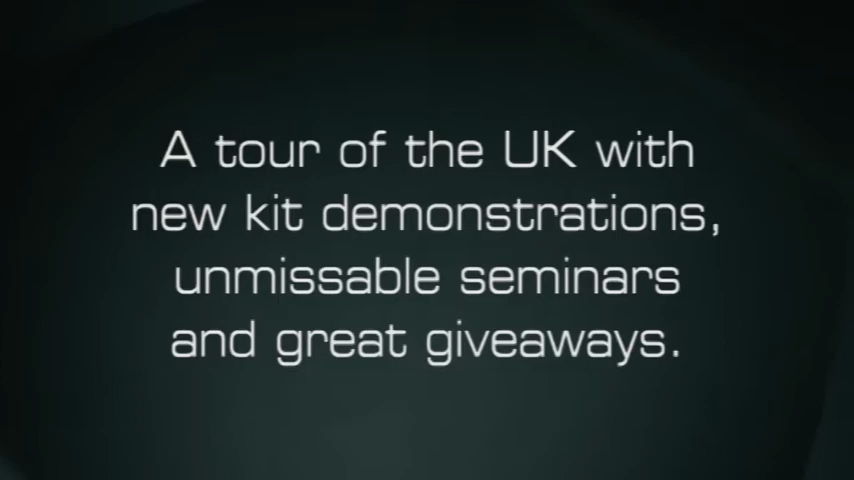 A tour of the UK with
new kit demonstrations,
unmissable seminars
and great giveaways.